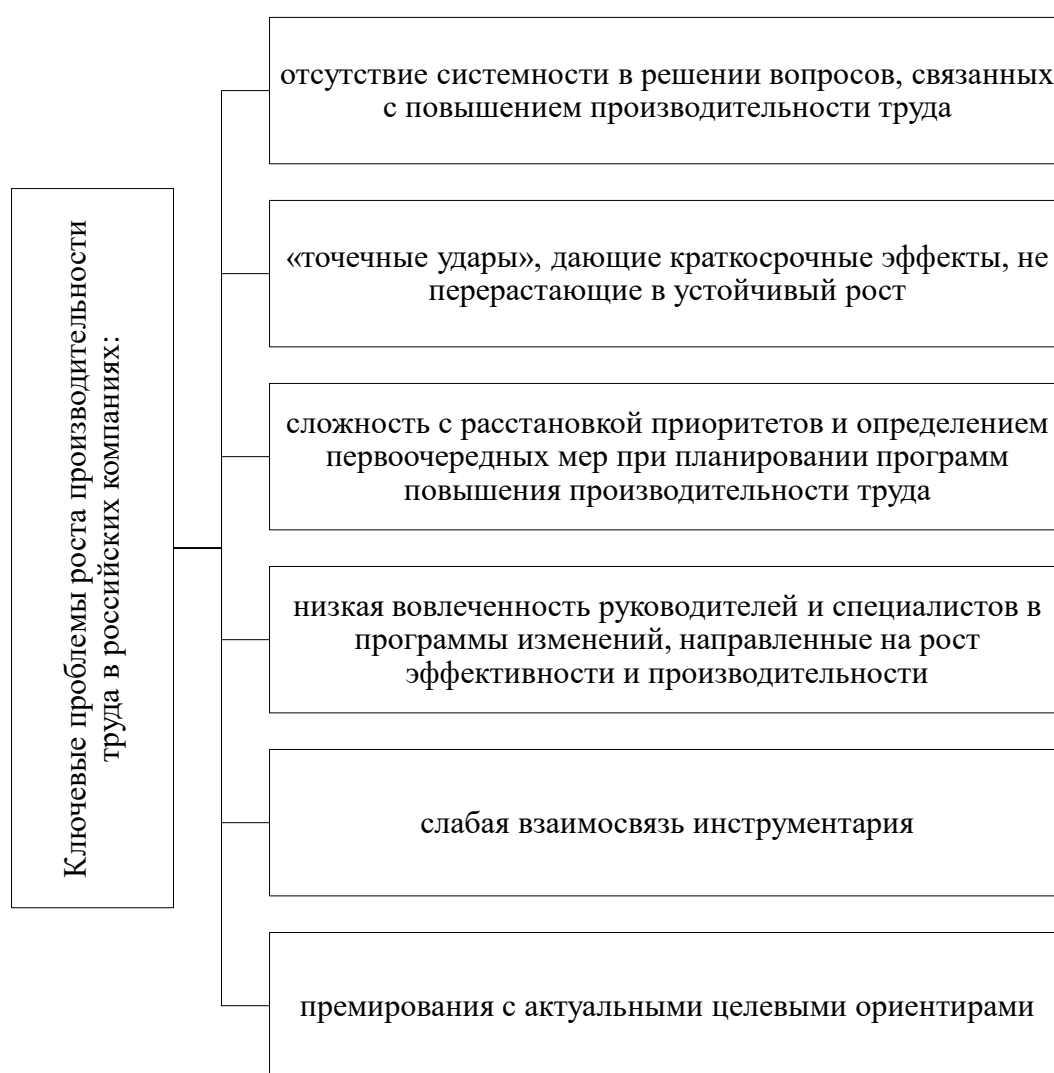 Ключевые проблемы роста производительности
труда в российских компаниях:
отсутствие системности в решении вопросов, связанных
с повышением производительности труда
«точечные удары», дающие краткосрочные эффекты, не
перерастающие в устойчивый рост
сложность с расстановкой приоритетов и определением
первоочередных мер при планировании программ
повышения производительности труда
низкая вовлеченность руководителей и специалистов в
программы изменений, направленные на рост
эффективности и производительности
слабая взаимосвязь инструментария
премирования с актуальными целевыми ориентирами